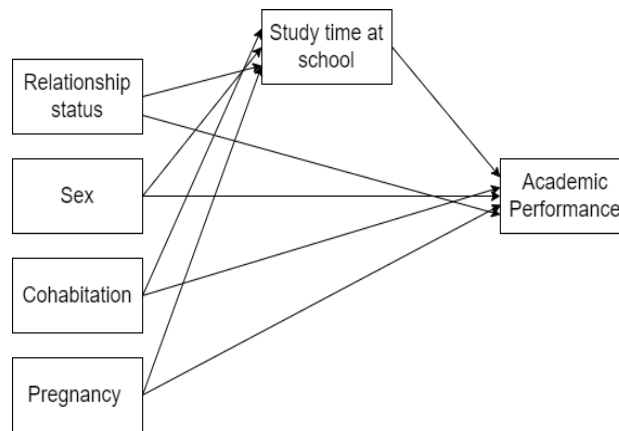 Study time at
school
Relationship
status
Sex
Academic
Performance
Cohabitation
Pregnancy